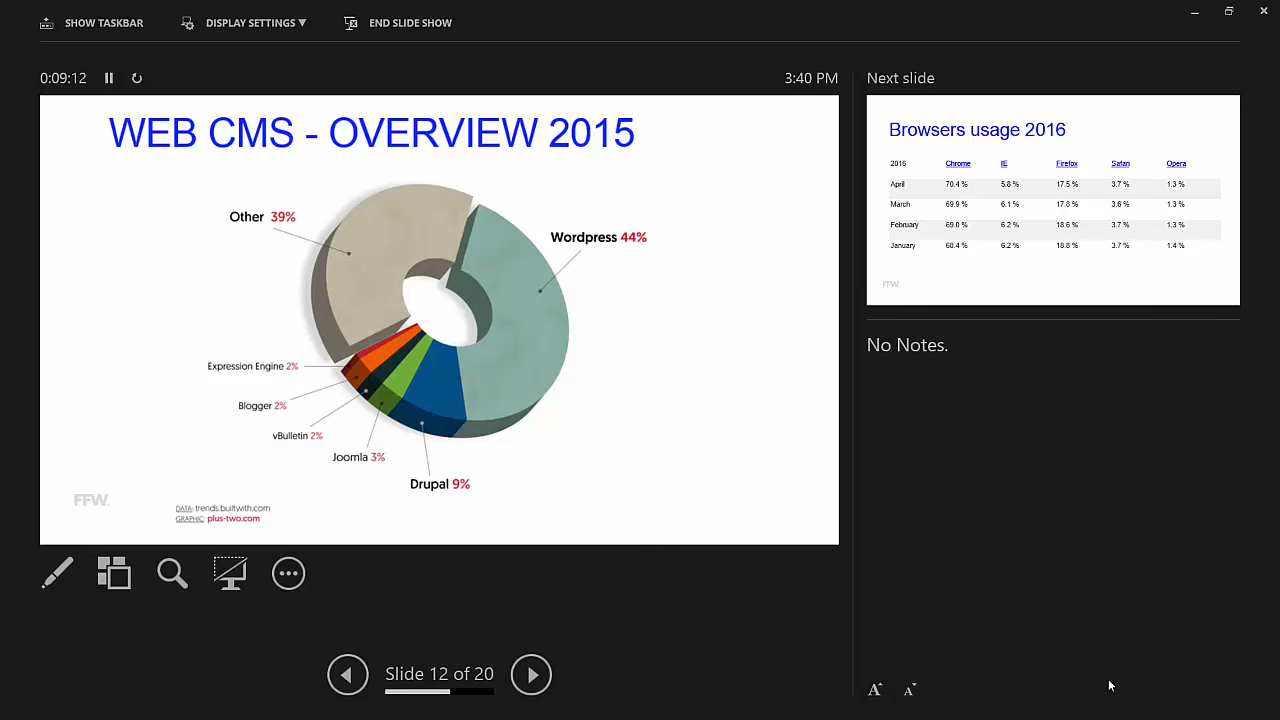 SHOW TASKBAR
DISPLAY SETTINGS ▼
END SLIDE SHOW
0:09:12
3:40 PM
WEB CMS - OVERVIEW 2015
Other 39%
Wordpress 44%
Expression Engine 2%
Blogger 2%
vBulletin 2%
Joomla 3%
Drupal 9%
FFW.
DATA: trends.builtwith.com
GRAPHIC: plus-two.com
Slide 12 of 20
Next slide
Browsers usage 2016
2016 Chrome IE Firefox Safari Opera
April 70.4 % 5.8 % 17.5 % 3.7 % 1.3 %
March 69.9 % 6.1 % 17.8 % 3.6 % 1.3 %
February 69.0 % 6.2 % 18.6 % 3.7 % 1.3 %
January 68.4 % 6.2 % 18.8 % 3.7 % 1.4 %
FFW.
No Notes.
A A